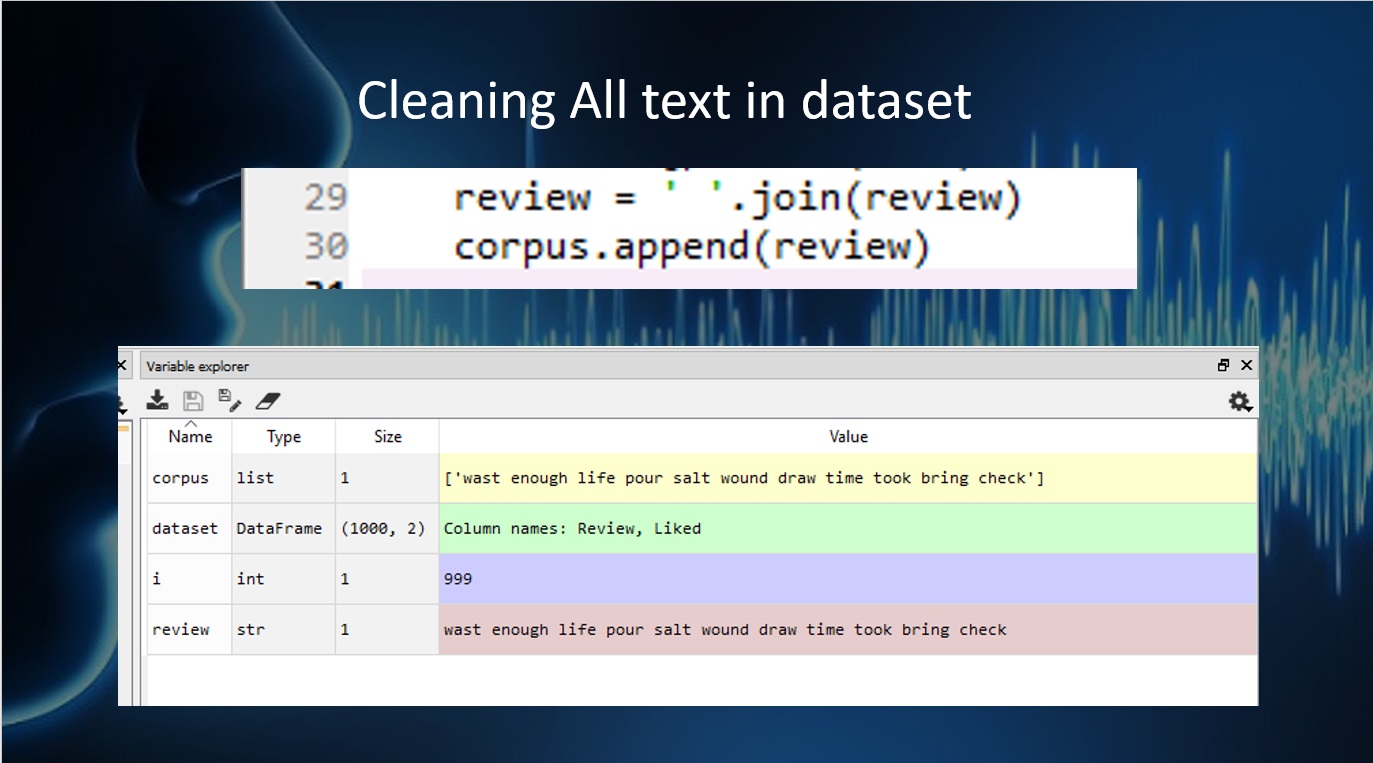 Cleaning All text in dataset
29 review = ' '.join(review)
30 corpus.append(review)
Variable explorer
Name Type Size Value
corpus list 1 ['wast enough life pour salt wound draw time took bring check']
dataset DataFrame (1000, 2) Column names: Review, Liked
i int 1 999
review str 1 wast enough life pour salt wound draw time took bring check